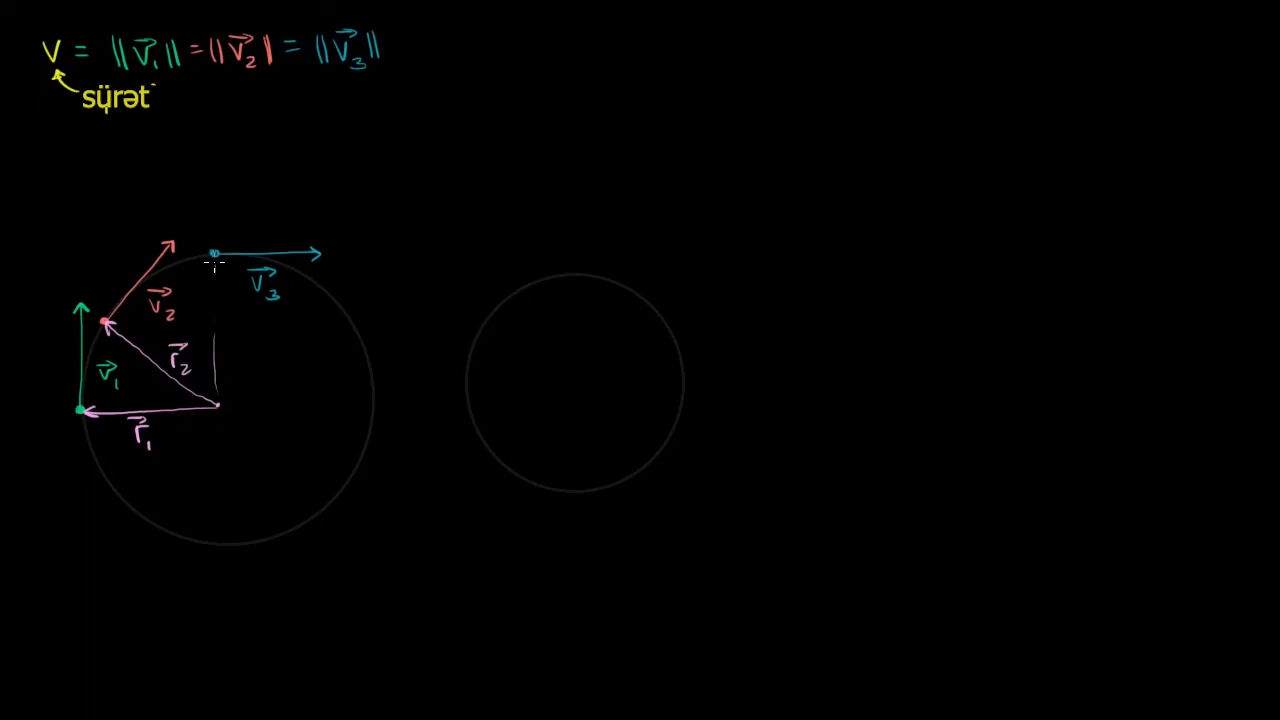 v = ||v⃗₁|| = ||v⃗₂|| = ||v⃗₃||
sürət
v⃗₃
v⃗₂
r⃗₂
v⃗₁
r⃗₁